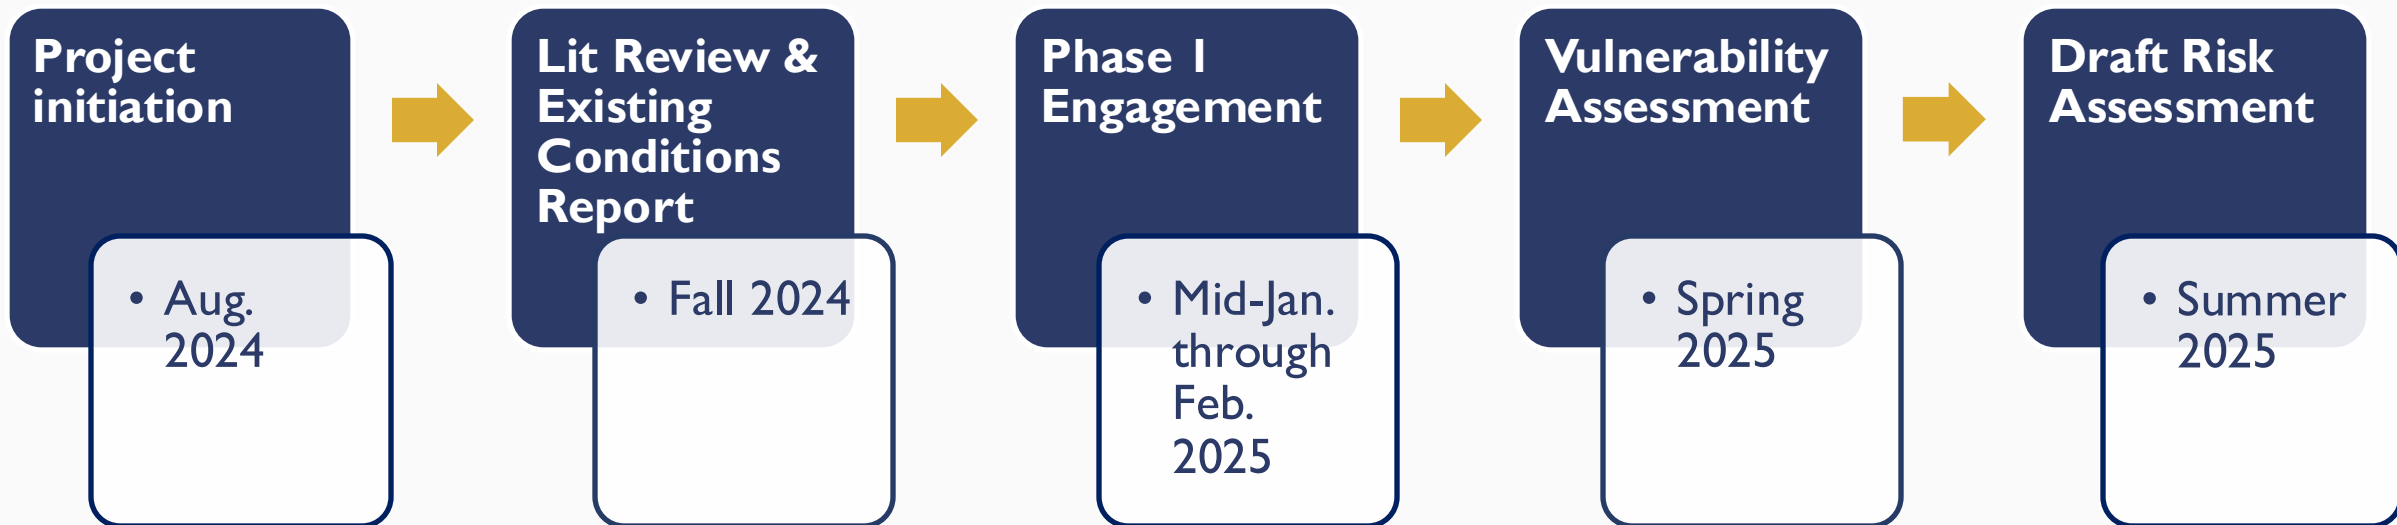 Project
initiation
• Aug.
2024
Lit Review &
Existing
Conditions
Report
• Fall 2024
Phase 1
Engagement
• Mid-Jan.
through
Feb.
2025
Vulnerability
Assessment
• Spring
2025
Draft Risk
Assessment
• Summer
2025